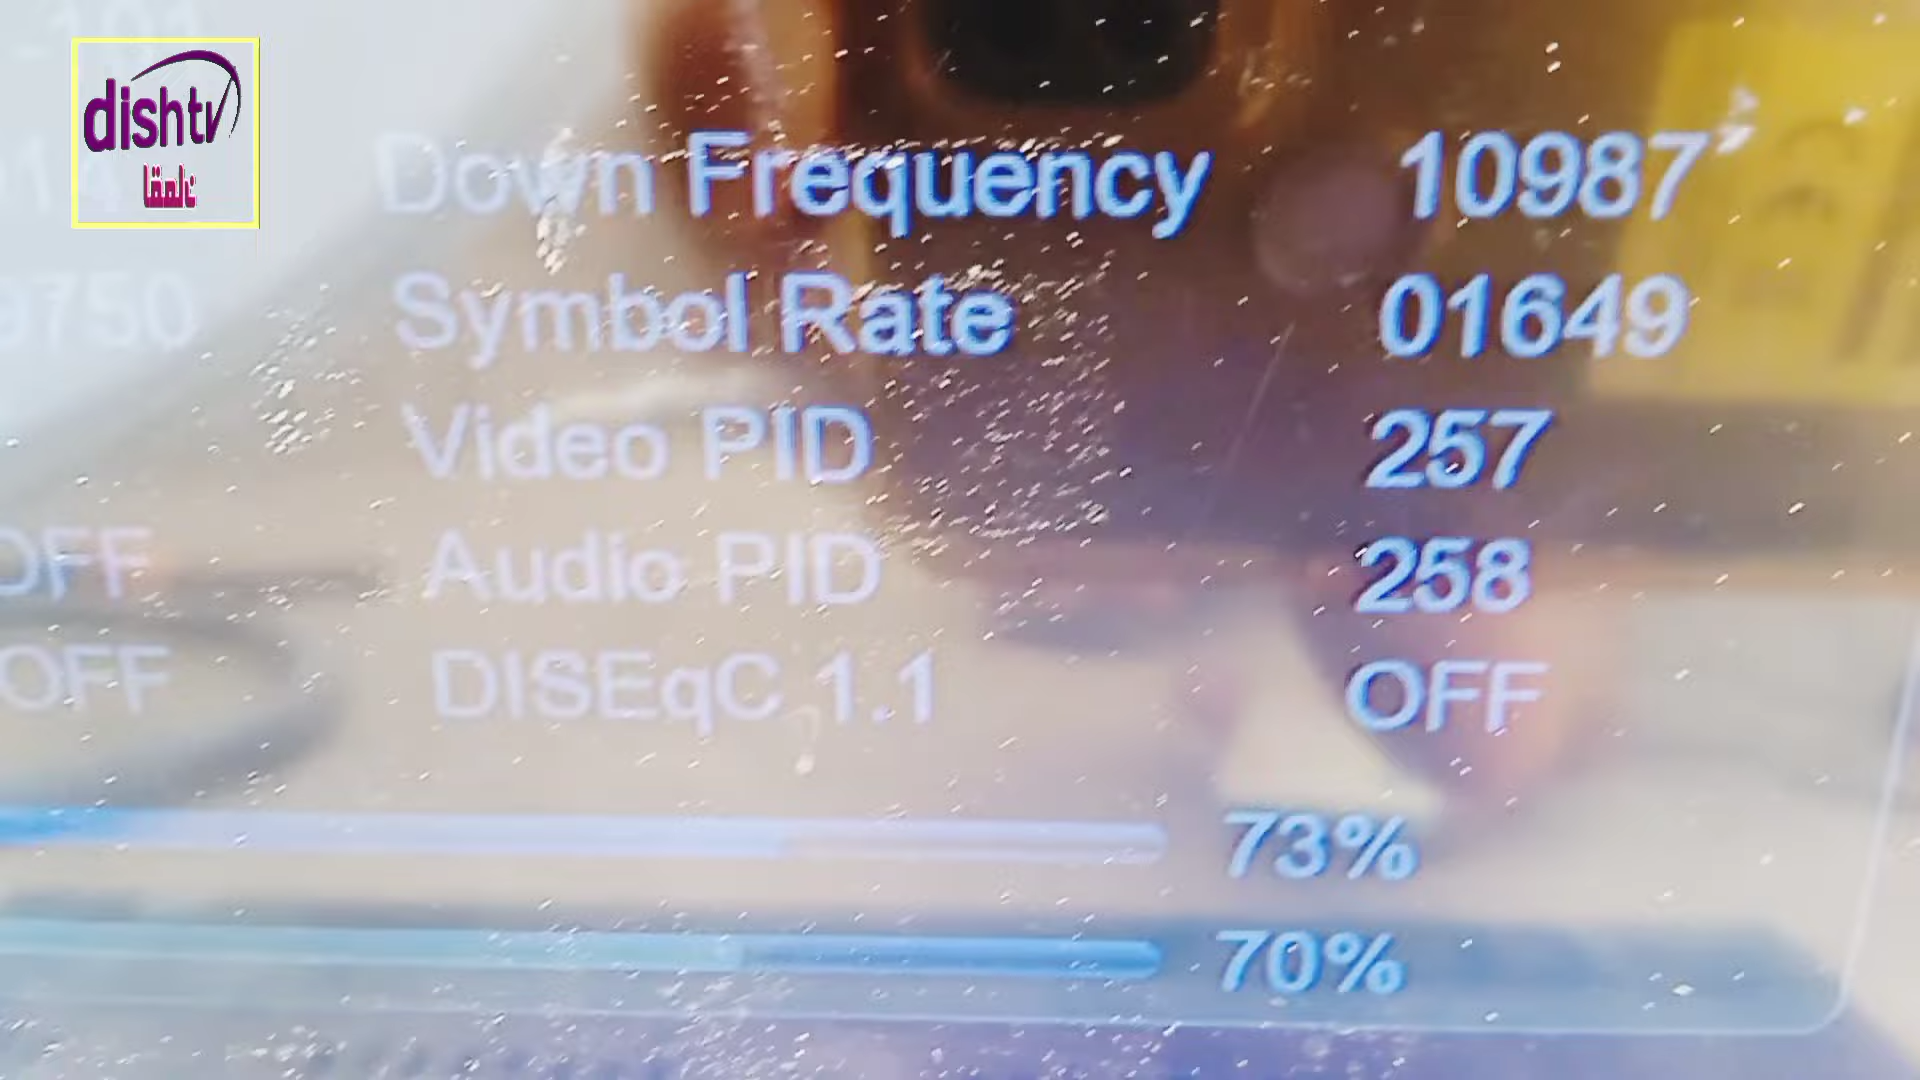 dishtv
Down Frequency 10987
9750 Symbol Rate 01649
Video PID 257
OFF Audio PID 258
OFF DISEqC 1.1 OFF
73%
70%